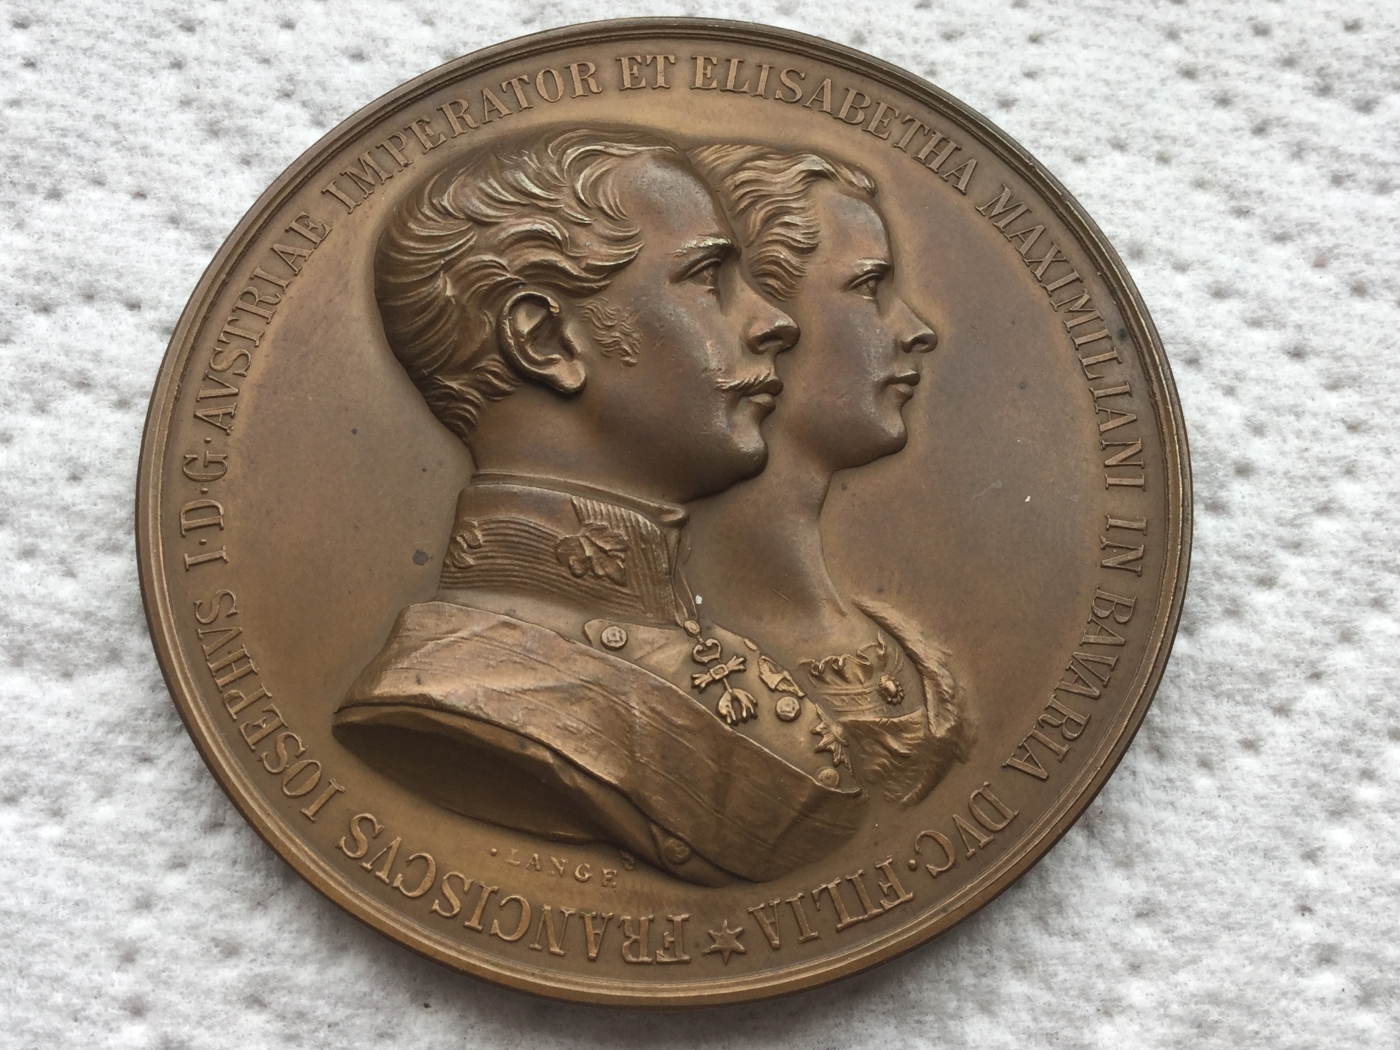 FRANCISCVS IOSEPHVS I·D·G·AVSTRIAE IMPERATOR ET ELISABETHA MAXIMILIANI IN BAVARIA DVC·FILIA
·LANGE